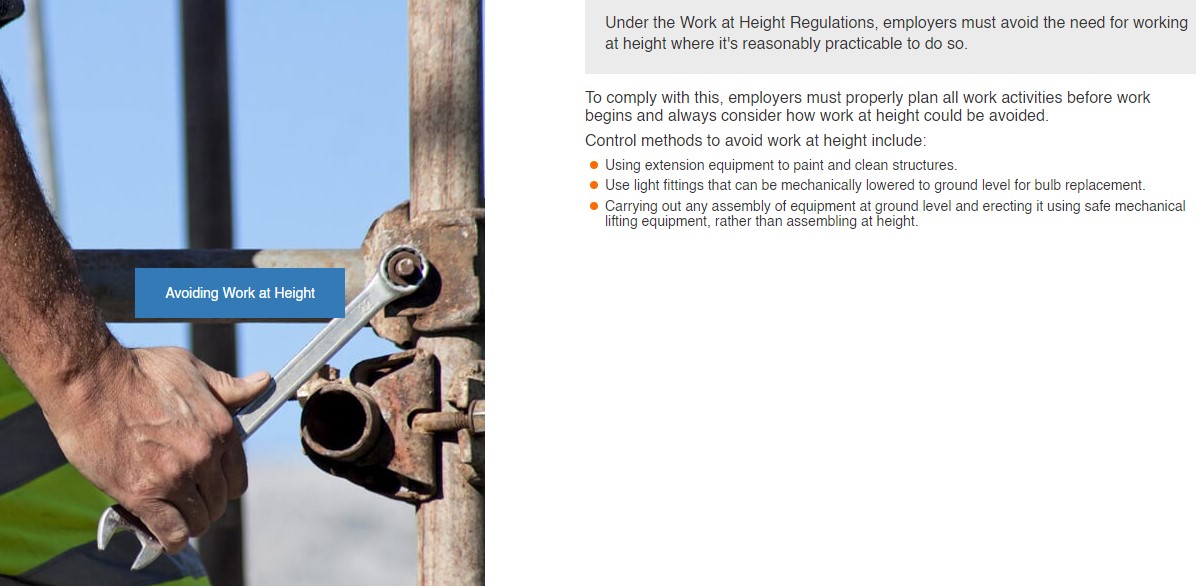 Avoiding Work at Height
Under the Work at Height Regulations, employers must avoid the need for working
at height where it's reasonably practicable to do so.
To comply with this, employers must properly plan all work activities before work
begins and always consider how work at height could be avoided.
Control methods to avoid work at height include:
Using extension equipment to paint and clean structures.
Use light fittings that can be mechanically lowered to ground level for bulb replacement.
Carrying out any assembly of equipment at ground level and erecting it using safe mechanical
lifting equipment, rather than assembling at height.